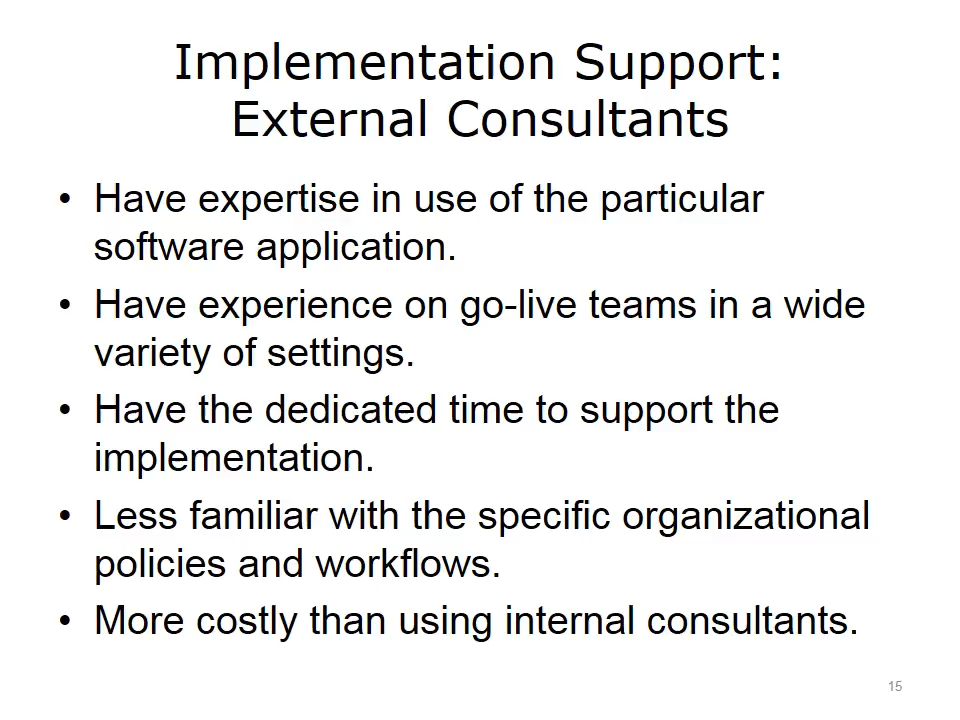 Implementation Support:
External Consultants
• Have expertise in use of the particular
software application.
• Have experience on go-live teams in a wide
variety of settings.
• Have the dedicated time to support the
implementation.
• Less familiar with the specific organizational
policies and workflows.
• More costly than using internal consultants.
15